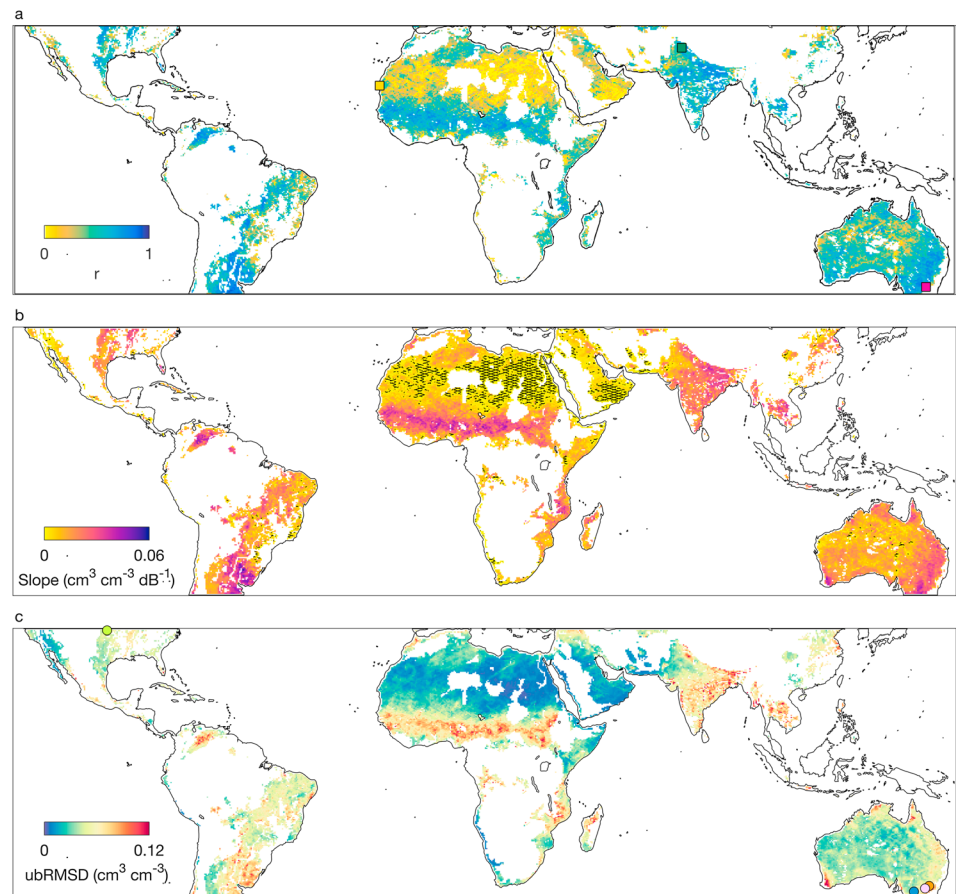 a
0 1
r
b
0 0.06
Slope (cm³ cm⁻³ dB⁻¹)
c
0 0.12
ubRMSD (cm³ cm⁻³)